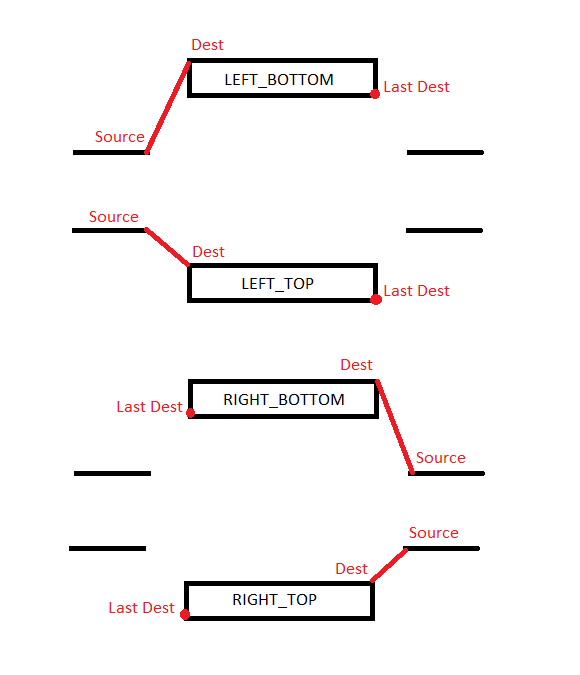 Dest
LEFT_BOTTOM
Last Dest
Source
Source
Dest
LEFT_TOP
Last Dest
Dest
RIGHT_BOTTOM
Last Dest
Source
Source
Dest
RIGHT_TOP
Last Dest